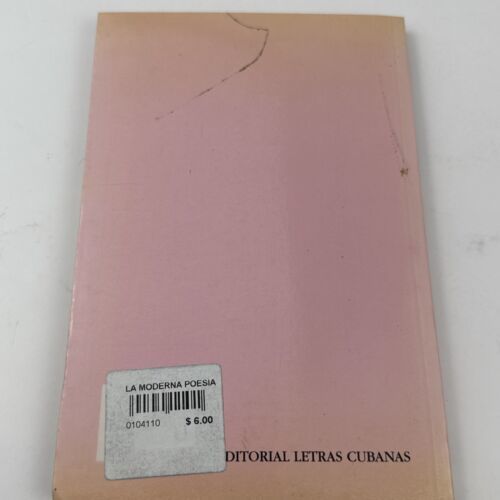 LA MODERNA POESIA
0104110 $ 6.00
DITORIAL LETRAS CUBANAS